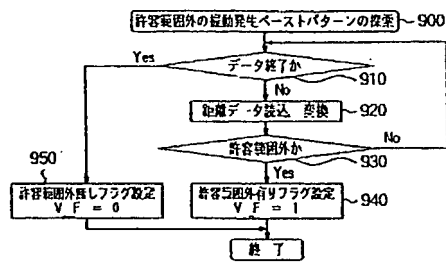 許容範囲外の振動発生ペーストパターンの探索
900
Yes
データ終了か
910
No
距離データ読込、変換
920
許容範囲外か
No
930
950
Yes
許容範囲外無しフラグ設定
VF = 0
許容範囲外有りフラグ設定
VF = 1
940
終了